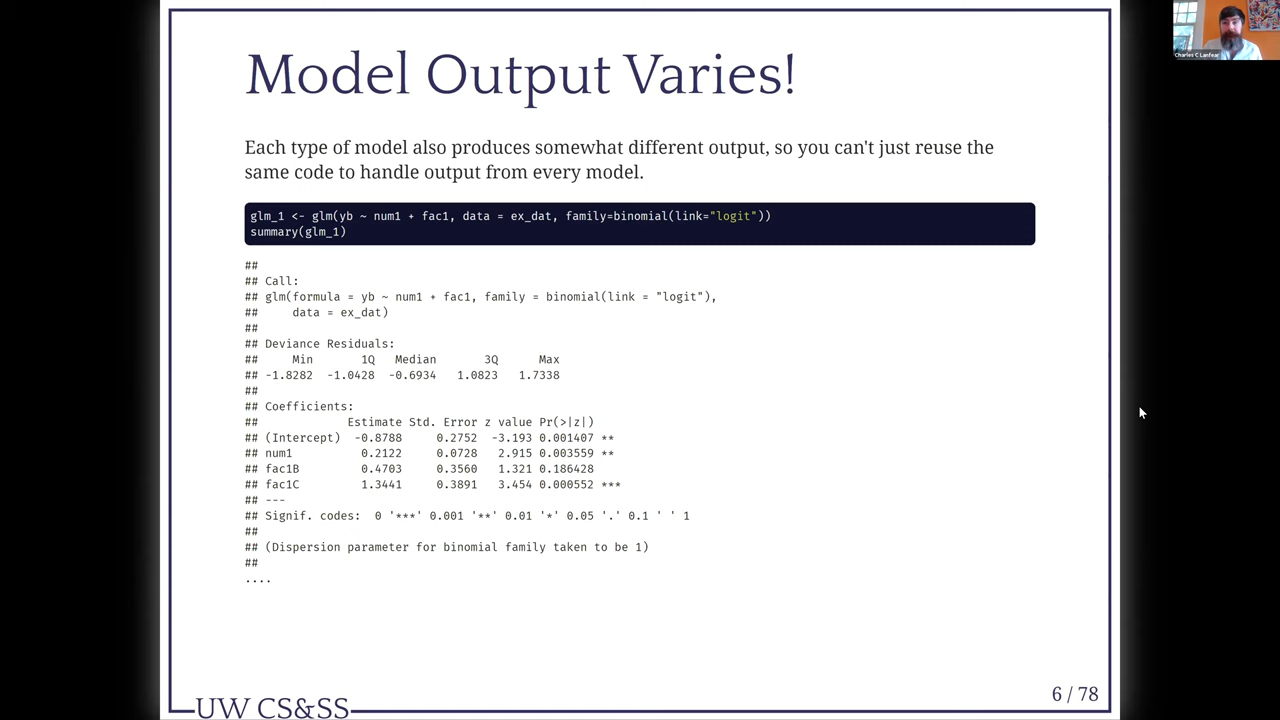 Model Output Varies!
Each type of model also produces somewhat different output, so you can't just reuse the
same code to handle output from every model.
glm_1 <- glm(yb ~ num1 + fac1, data = ex_dat, family=binomial(link="logit"))
summary(glm_1)
##
## Call:
## glm(formula = yb ~ num1 + fac1, family = binomial(link = "logit"),
##     data = ex_dat)
##
## Deviance Residuals:
##     Min       1Q   Median       3Q      Max
## -1.8282  -1.0428  -0.6934   1.0823   1.7338
##
## Coefficients:
##             Estimate Std. Error z value Pr(>|z|)
## (Intercept)  -0.8788     0.2752  -3.193 0.001407 **
## num1          0.2122     0.0728   2.915 0.003559 **
## fac1B         0.4703     0.3560   1.321 0.186428
## fac1C         1.3441     0.3891   3.454 0.000552 ***
## ---
## Signif. codes:  0 '***' 0.001 '**' 0.01 '*' 0.05 '.' 0.1 ' ' 1
##
## (Dispersion parameter for binomial family taken to be 1)
##
....
6 / 78
UW CS&SS
Charles C Lanfear